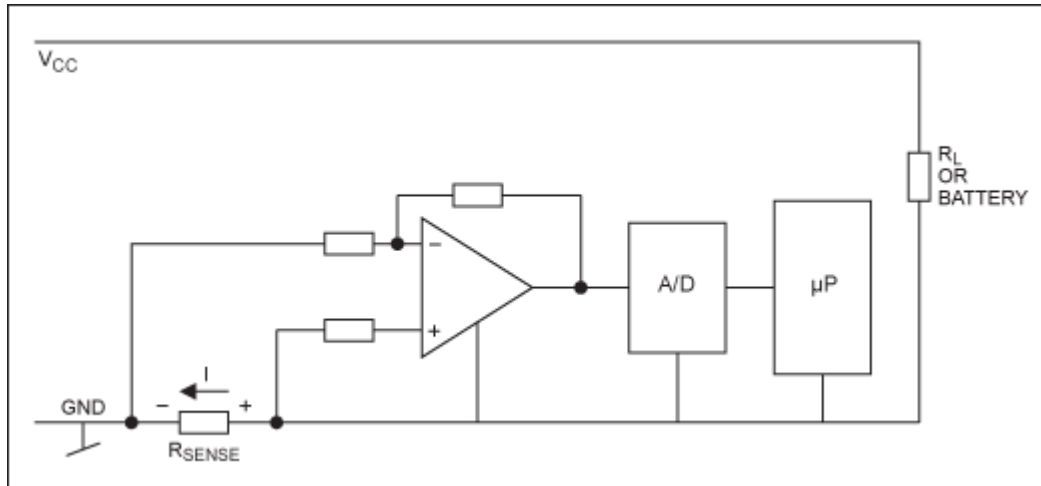 VCC
RL
OR
BATTERY
−
+
A/D
µP
I
GND
−
+
RSENSE